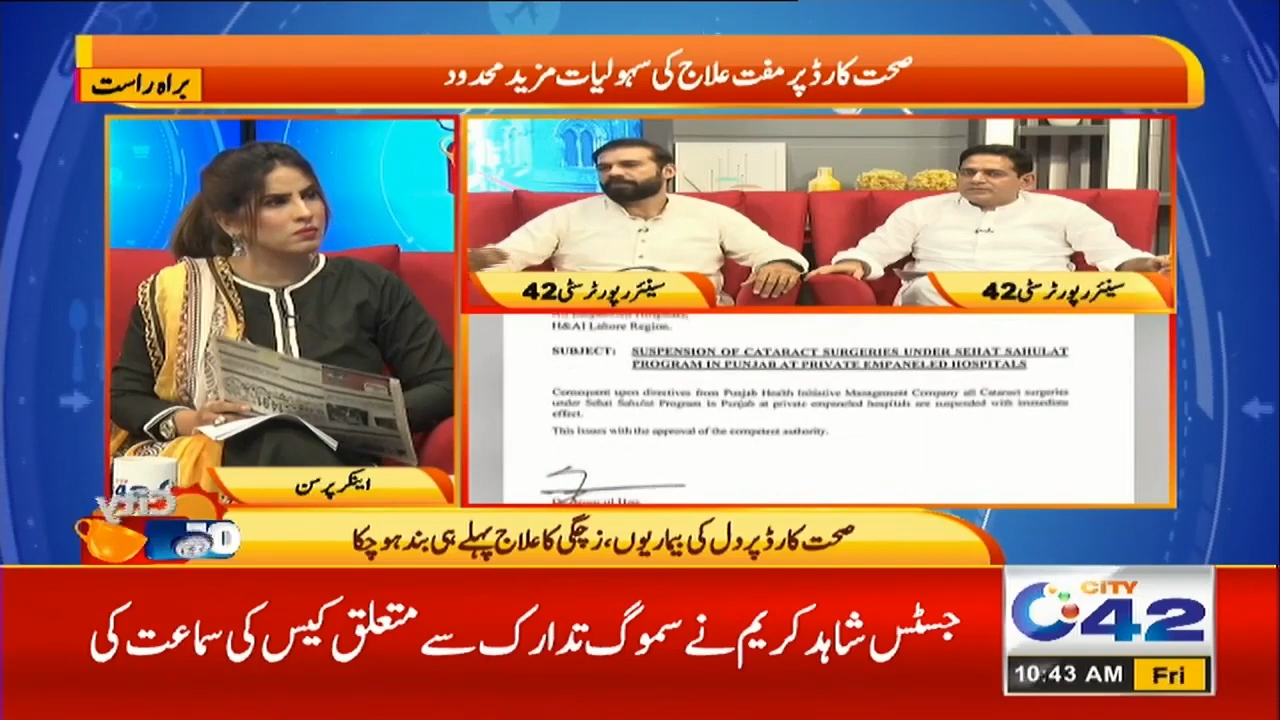 صحت کارڈ پر مفت علاج کی سہولیات مزید محدود
براہ راست
سینئر رپورٹر سٹی 42
سینئر رپورٹر سٹی 42
H&AI Lahore Region.
SUBJECT: SUSPENSION OF CATARACT SURGERIES UNDER SEHAT SAHULAT
PROGRAM IN PUNJAB AT PRIVATE EMPANELED HOSPITALS
Consequent upon directives from Punjab Health Initiative Management Company all Cataract surgeries
under Sehat Sahulat Program in Punjab at private empaneled hospitals are suspended with immediate
effect.
This issues with the approval of the competent authority.
اینکر پرسن
صحت کارڈ پر دل کی بیماریوں، زچگی کا علاج پہلے ہی بند ہو چکا
جسٹس شاہد کریم نے سموگ تدارک سے متعلق کیس کی سماعت کی
CITY
42
10:43 AM Fri